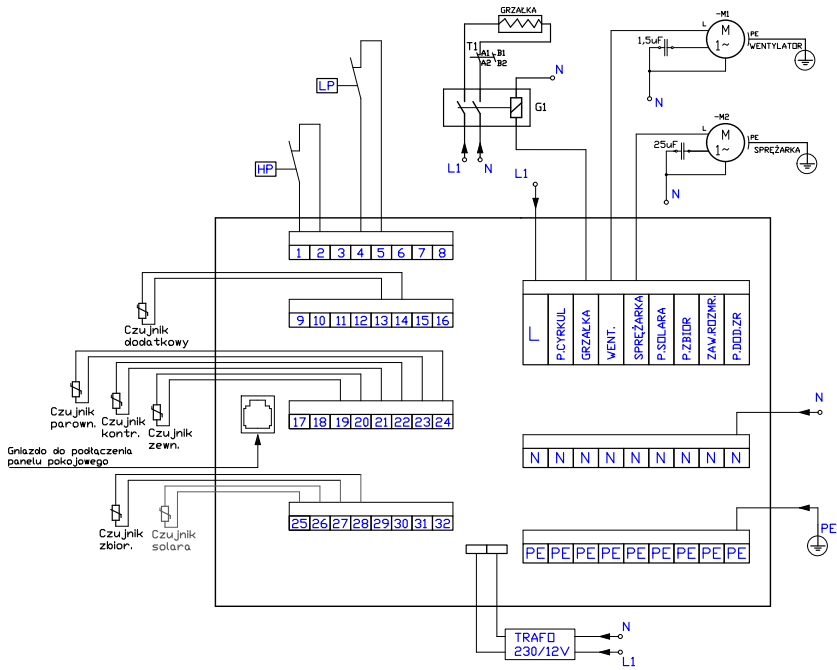 GRZAŁKA
T1
A1 B1
A2 B2
N
G1
L1 N
-M1
L
M
1~
PE
WENTYLATOR
1,5uF
N
-M2
L
M
1~
PE
SPRĘŻARKA
25uF
N
LP
HP
L1
1 2 3 4 5 6 7 8
9 10 11 12 13 14 15 16
Czujnik
dodatkowy
L
P.CYRKUL
GRZAŁKA
WENT.
SPRĘŻARKA
P.SOLARA
P.ZBIOR
ZAW.ROZMR.
P.DOD.ZR
Czujnik
parown.
Czujnik
kontr.
Czujnik
zewn.
17 18 19 20 21 22 23 24
Gniazdo do podłączenia
panelu pokojowego
N
N N N N N N N N N
25 26 27 28 29 30 31 32
Czujnik
zbior.
Czujnik
solara
PE
PE PE PE PE PE PE PE PE PE
TRAFO
230/12V
N
L1